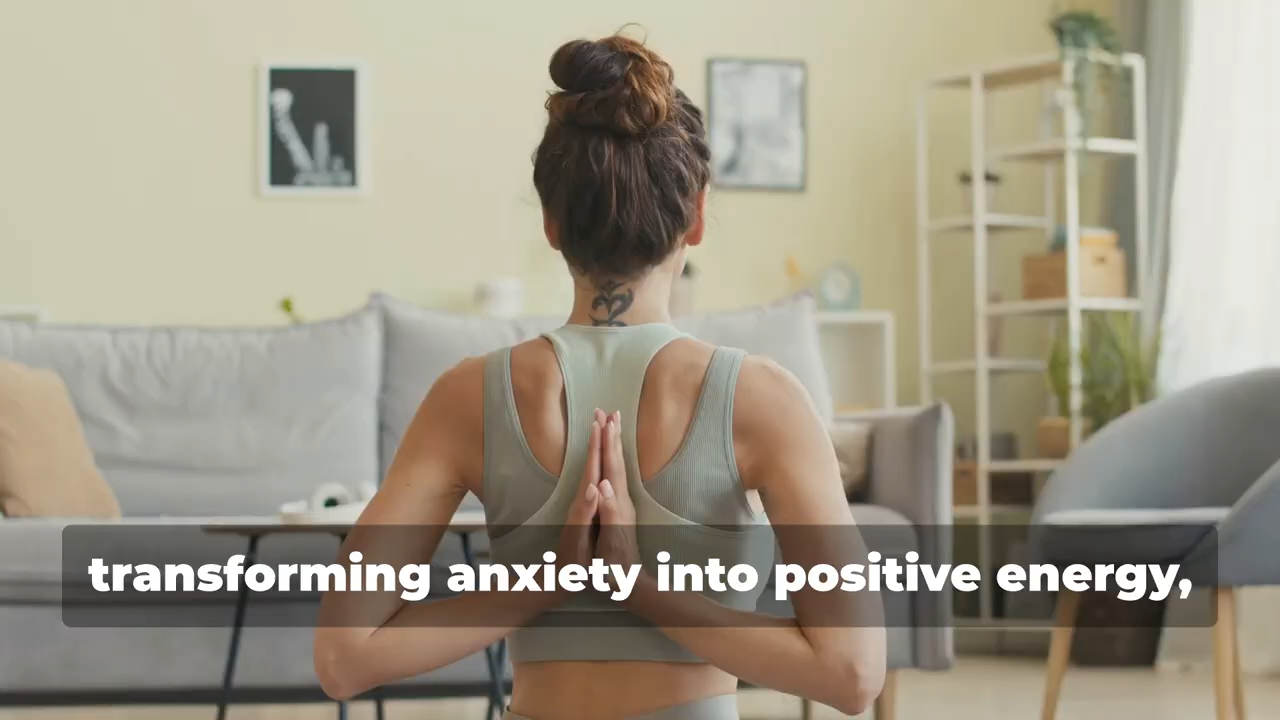 transforming anxiety into positive energy,